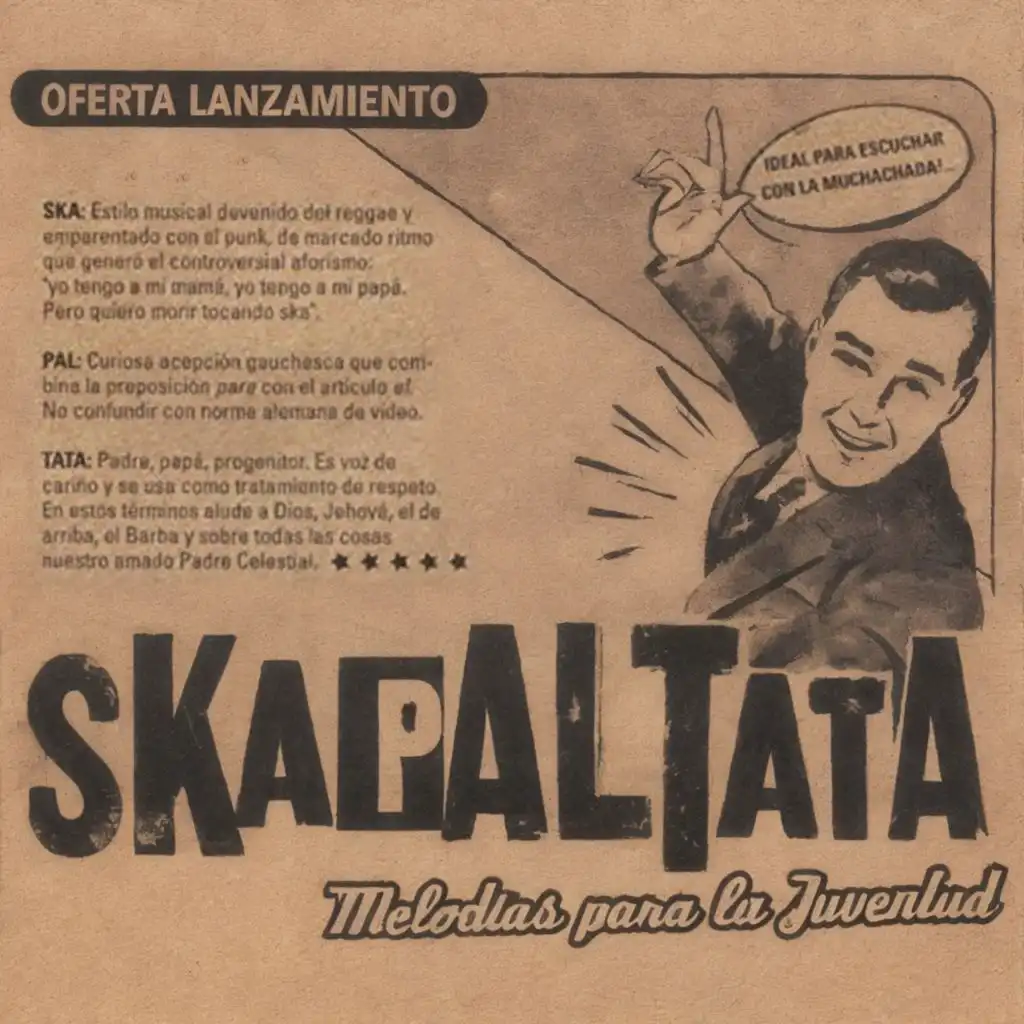 OFERTA LANZAMIENTO
IDEAL PARA ESCUCHAR
CON LA MUCHACHADA!...
SKA: Estilo musical devenido del reggae y
emparentado con el punk, de marcado ritmo
que generó el controversial aforismo:
"yo tengo a mi mamá, yo tengo a mi papá.
Pero quiero morir tocando ska".
PAL: Curiosa acepción gauchesca que com-
bina la preposición para con el artículo el.
No confundir con norma alemana de video.
TATA: Padre, papá, progenitor. Es voz de
cariño y se usa como tratamiento de respeto.
En estos términos alude a Dios, Jehová, el de
arriba, el Barba y sobre todas las cosas
nuestro amado Padre Celestial. ★ ★ ★ ★ ★
SKAPALTATA
Melodías para la Juventud